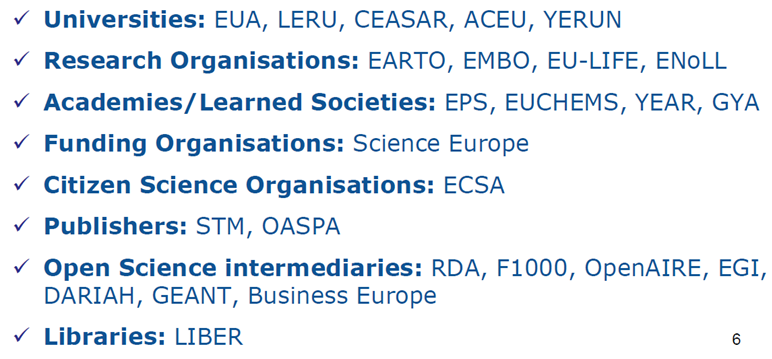 ✓ Universities: EUA, LERU, CEASAR, ACEU, YERUN
✓ Research Organisations: EARTO, EMBO, EU-LIFE, ENoLL
✓ Academies/Learned Societies: EPS, EUCHEMS, YEAR, GYA
✓ Funding Organisations: Science Europe
✓ Citizen Science Organisations: ECSA
✓ Publishers: STM, OASPA
✓ Open Science intermediaries: RDA, F1000, OpenAIRE, EGI,
DARIAH, GEANT, Business Europe
✓ Libraries: LIBER
6